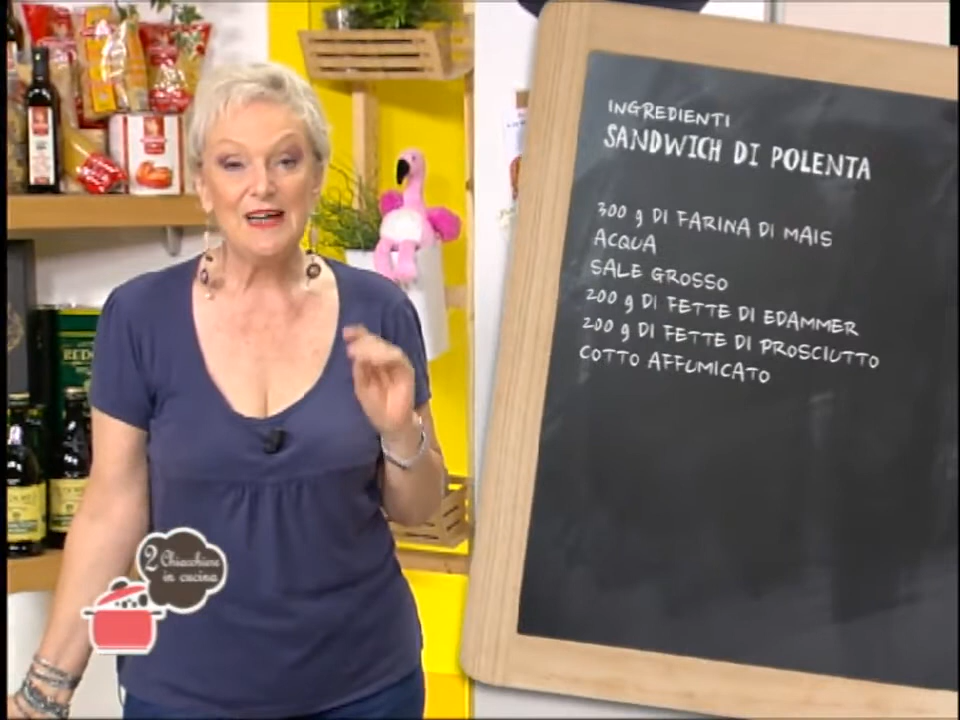 INGREDIENTI
SANDWICH DI POLENTA
300 g DI FARINA DI MAIS
ACQUA
SALE GROSSO
200 g DI FETTE DI EDAMMER
200 g DI FETTE DI PROSCIUTTO
COTTO AFFUMICATO
2 Chiacchiere
in cucina